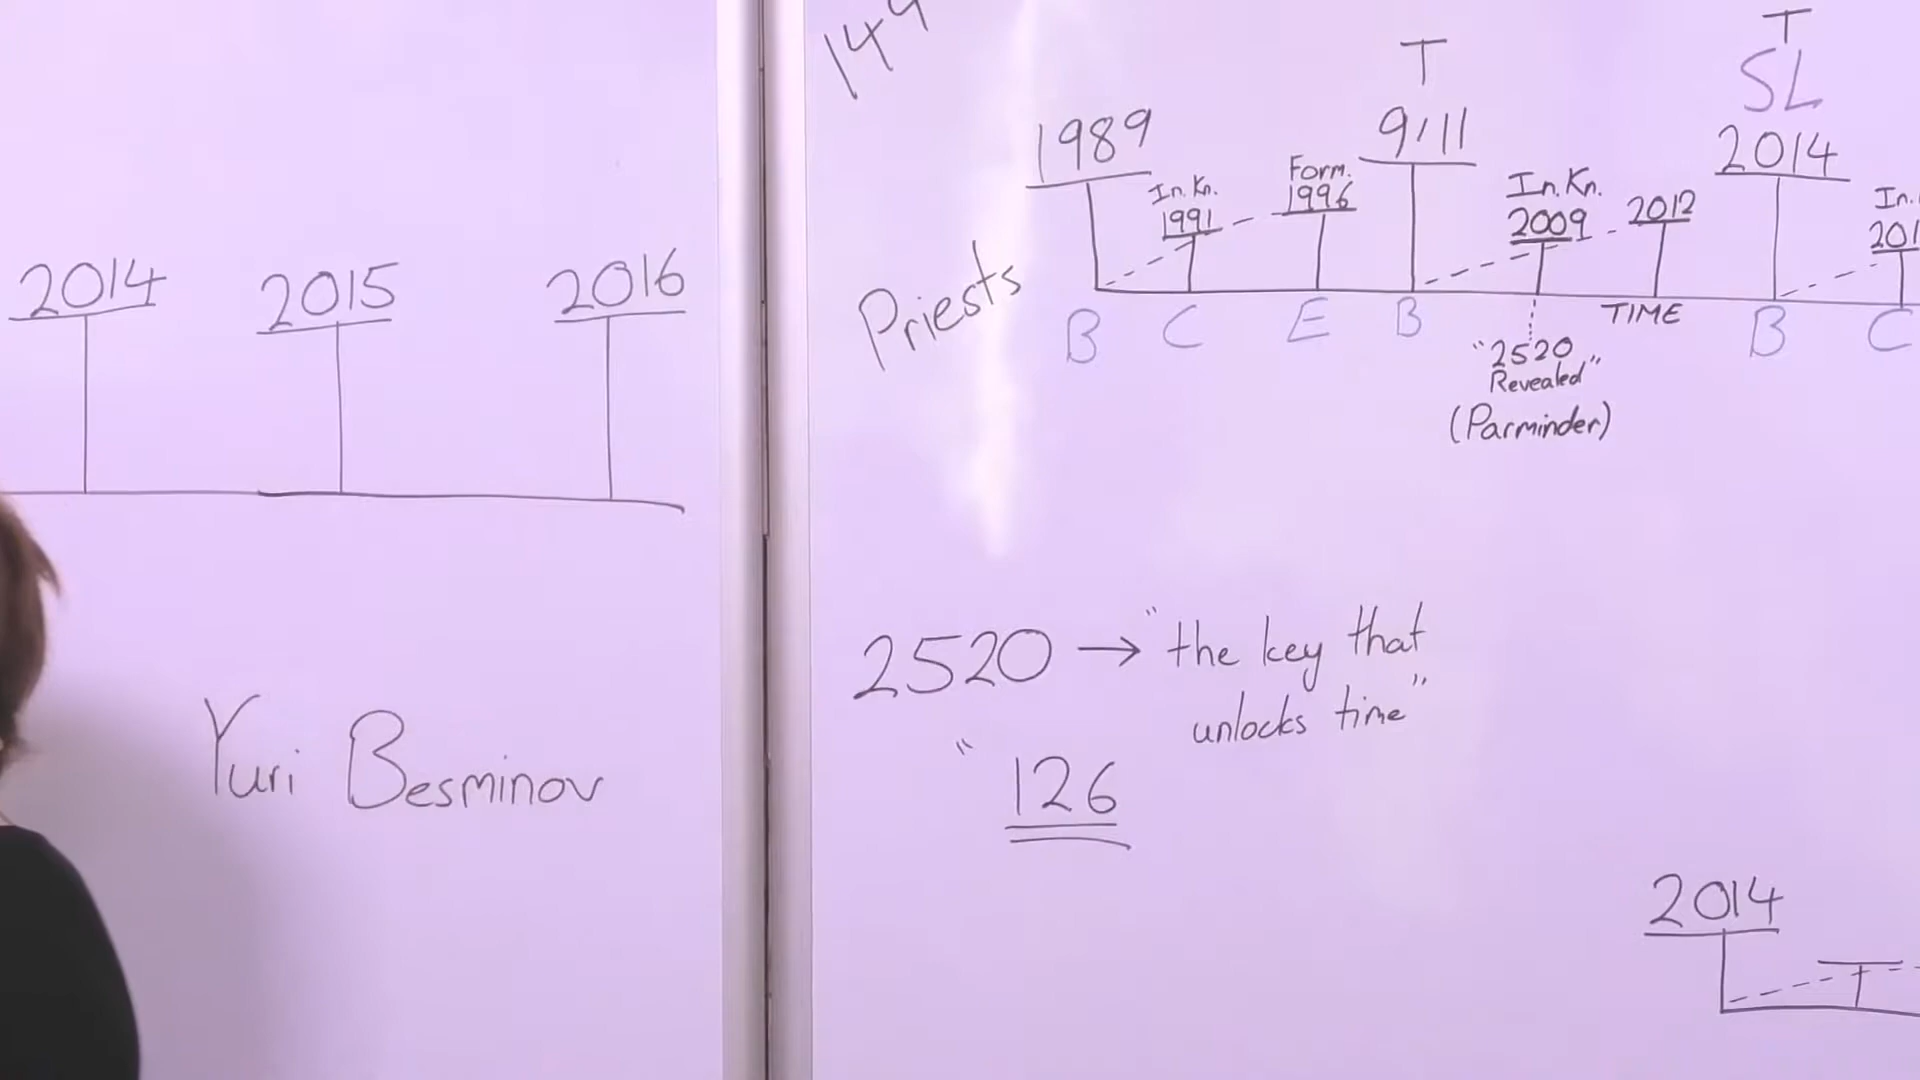 2014 2015 2016
Yuri Besminov
144
T
T
SL
1989 9/11 2014
In. Kn. Form. In. Kn. In.
1991 1996 2009 2012 201
Priests
B C E B TIME B C
"2520
Revealed"
(Parminder)
2520 → "the key that
unlocks time"
" 126
2014